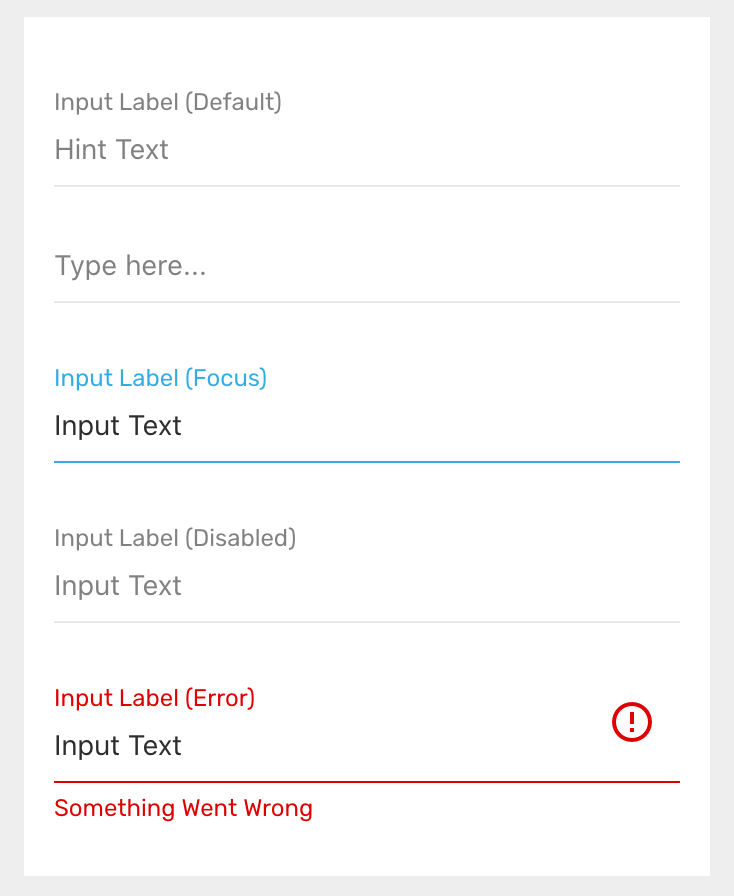 Input Label (Default)
Hint Text
Type here...
Input Label (Focus)
Input Text
Input Label (Disabled)
Input Text
Input Label (Error)
Input Text
Something Went Wrong